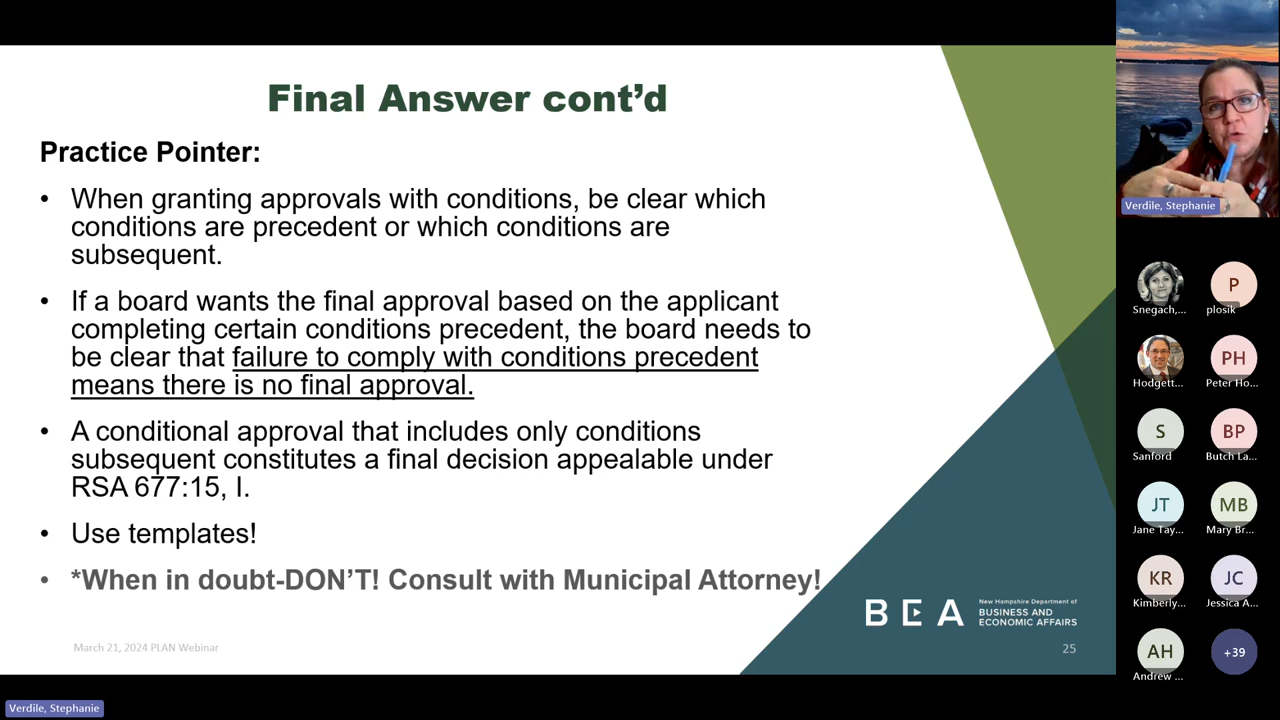 Final Answer cont'd
Practice Pointer:
• When granting approvals with conditions, be clear which
conditions are precedent or which conditions are
subsequent.
• If a board wants the final approval based on the applicant
completing certain conditions precedent, the board needs to
be clear that failure to comply with conditions precedent
means there is no final approval.
• A conditional approval that includes only conditions
subsequent constitutes a final decision appealable under
RSA 677:15, I.
• Use templates!
• *When in doubt-DON'T! Consult with Municipal Attorney!
BEA
New Hampshire Department of
BUSINESS AND
ECONOMIC AFFAIRS
March 21, 2024 PLAN Webinar
25
Verdile, Stephanie
Snegach,...
P
plosik
Hodgett...
PH
Peter Ho...
S
Sanford
BP
Butch La...
JT
Jane Tay...
MB
Mary Br...
KR
Kimberly...
JC
Jessica A...
AH
Andrew ...
+39
Verdile, Stephanie